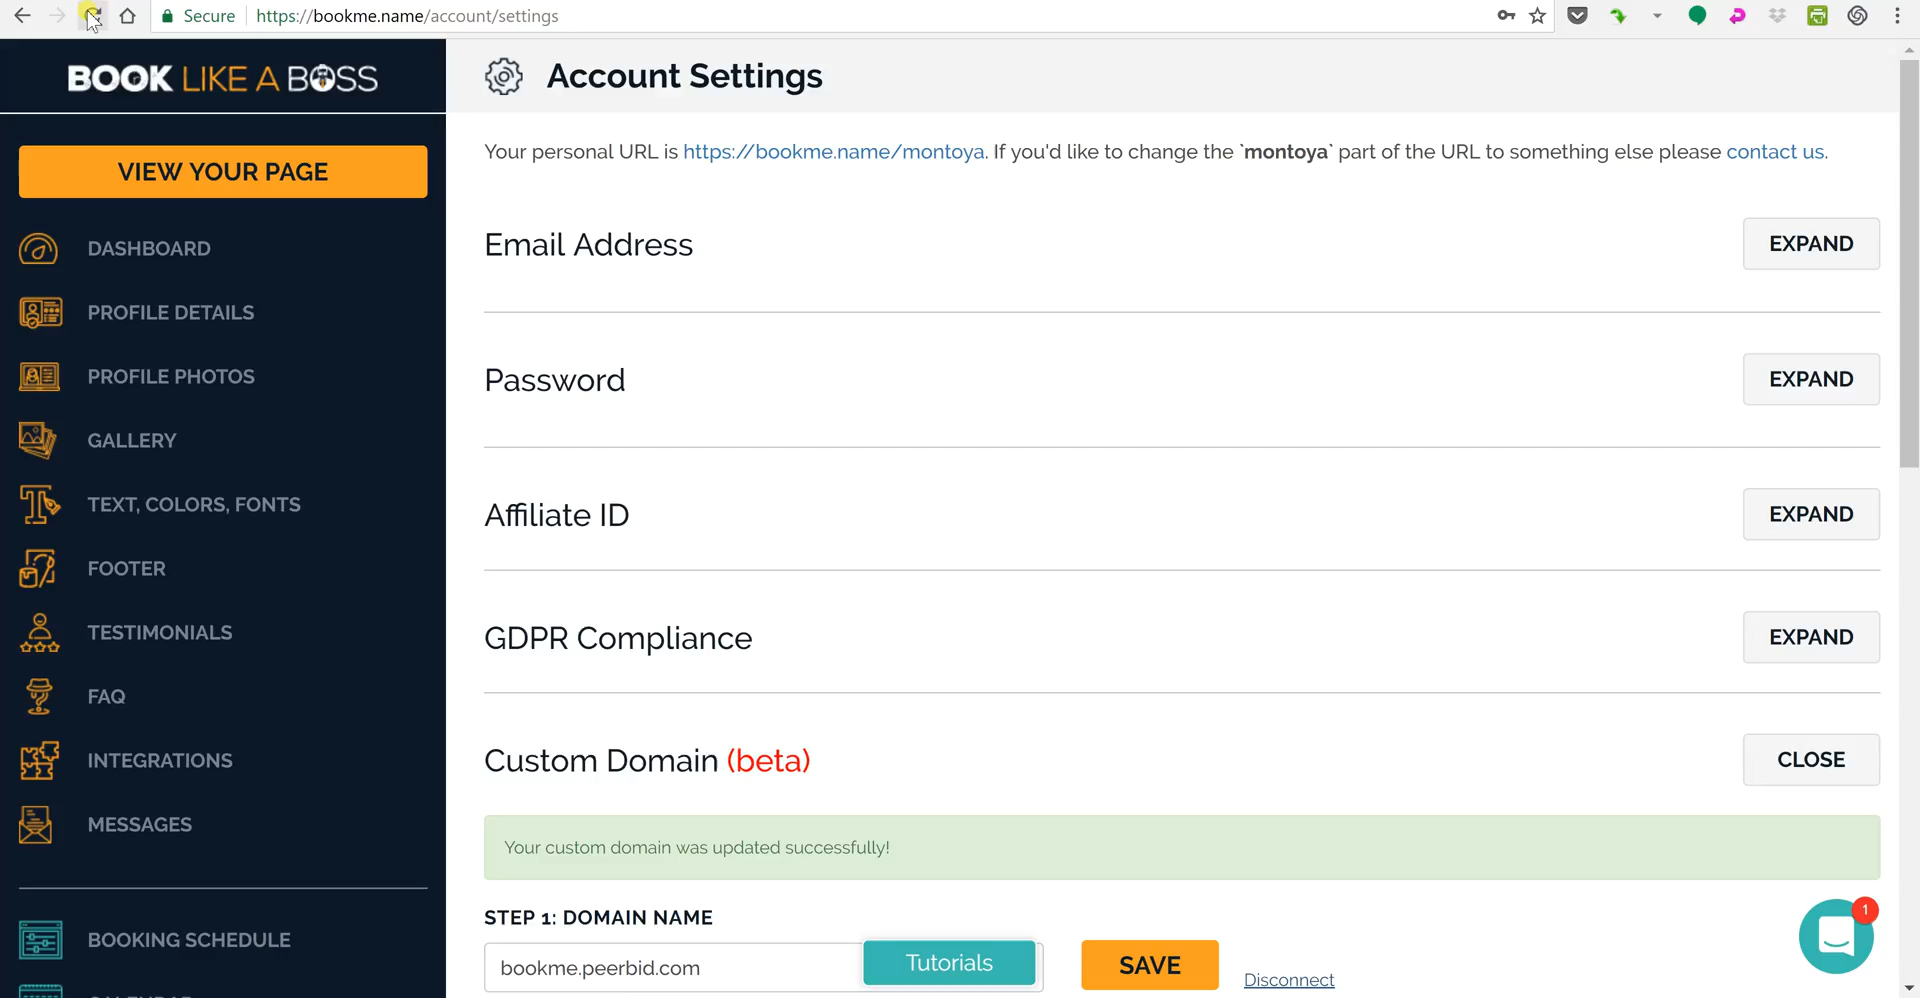 Secure
https://bookme.name/account/settings
BOOK LIKE A BOSS
VIEW YOUR PAGE
DASHBOARD
PROFILE DETAILS
PROFILE PHOTOS
GALLERY
TEXT, COLORS, FONTS
FOOTER
TESTIMONIALS
FAQ
INTEGRATIONS
MESSAGES
BOOKING SCHEDULE
CALENDAR
Account Settings
Your personal URL is https://bookme.name/montoya. If you'd like to change the `montoya` part of the URL to something else please contact us.
Email Address
EXPAND
Password
EXPAND
Affiliate ID
EXPAND
GDPR Compliance
EXPAND
Custom Domain (beta)
CLOSE
Your custom domain was updated successfully!
STEP 1: DOMAIN NAME
bookme.peerbid.com
Tutorials
SAVE
Disconnect
1